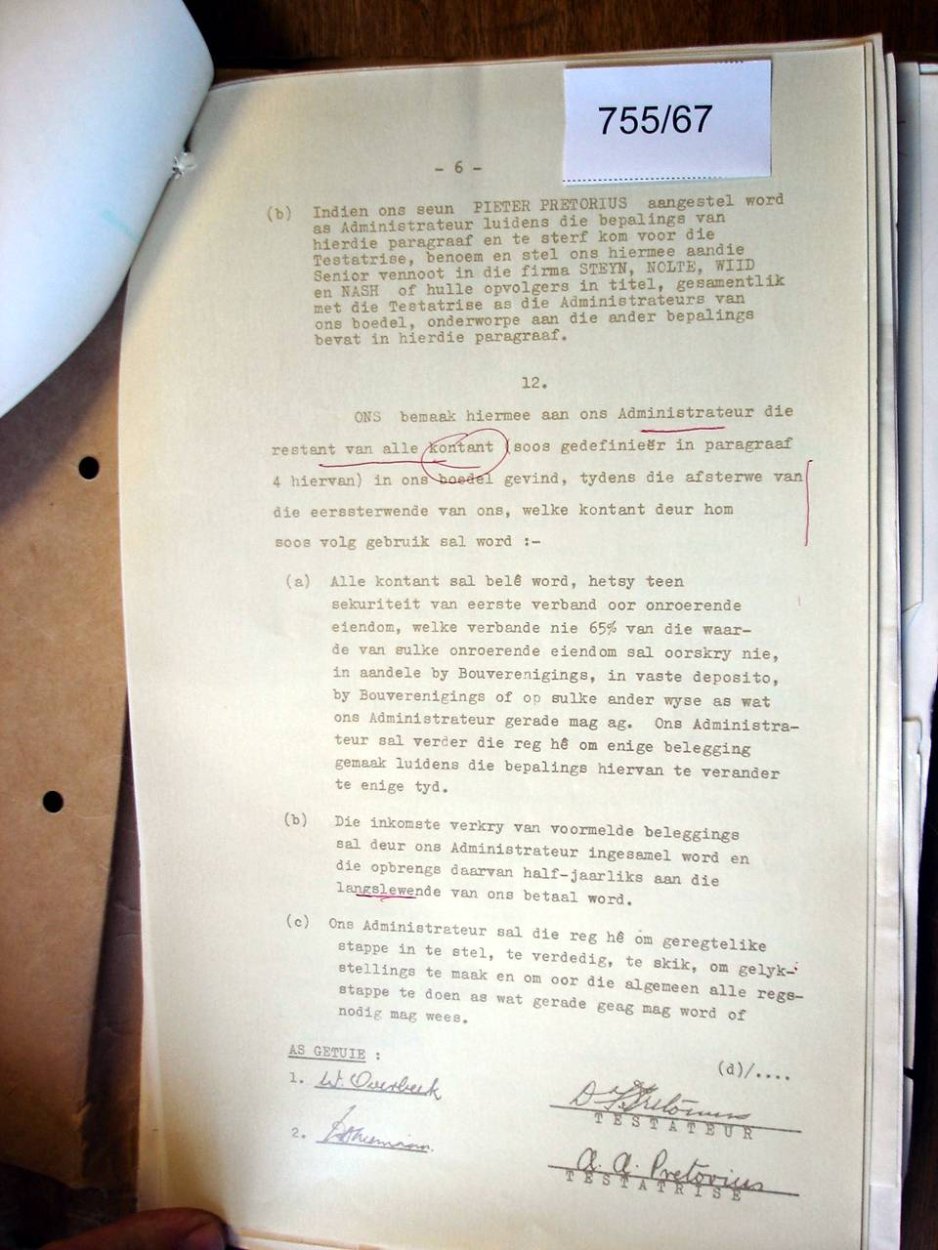 755/67
- 6 -
(b) Indien ons seun PIETER PRETORIUS aangestel word
as Administrateur luidens die bepalings van
hierdie paragraaf en te sterf kom voor die
Testatrise, benoem en stel ons hiermee aandie
Senior vennoot in die firma STEYN, NOLTE, WIID
en NASH of hulle opvolgers in titel, gesamentlik
met die Testatrise as die Administrateurs van
ons boedel, onderworpe aan die ander bepalings
bevat in hierdie paragraaf.
12.
ONS bemaak hiermee aan ons Administrateur die
restant van alle kontant (soos gedefinieër in paragraaf
4 hiervan) in ons boedel gevind, tydens die afsterwe van
die eerssterwende van ons, welke kontant deur hom
soos volg gebruik sal word :-
(a) Alle kontant sal belê word, hetsy teen
sekuriteit van eerste verband oor onroerende
eiendom, welke verbande nie 65% van die waar-
de van sulke onroerende eiendom sal oorskry nie,
in aandele by Bouverenigings, in vaste deposito,
by Bouverenigings of op sulke ander wyse as wat
ons Administrateur gerade mag ag. Ons Administra-
teur sal verder die reg hê om enige belegging
gemaak luidens die bepalings hiervan te verander
te enige tyd.
(b) Die inkomste verkry van voormelde beleggings
sal deur ons Administrateur ingesamel word en
die opbrengs daarvan half-jaarliks aan die
langslewende van ons betaal word.
(c) Ons Administrateur sal die reg hê om geregtelike
stappe in te stel, te verdedig, te skik, om gelyk-
stellings te maak en om oor die algemeen alle regs-
stappe te doen as wat gerade geag mag word of
nodig mag wees.
AS GETUIE :
(d)/....
1. W. Overbeek
Pretorius
TESTATEUR
2.
A. A. Pretorius
TESTATRISE